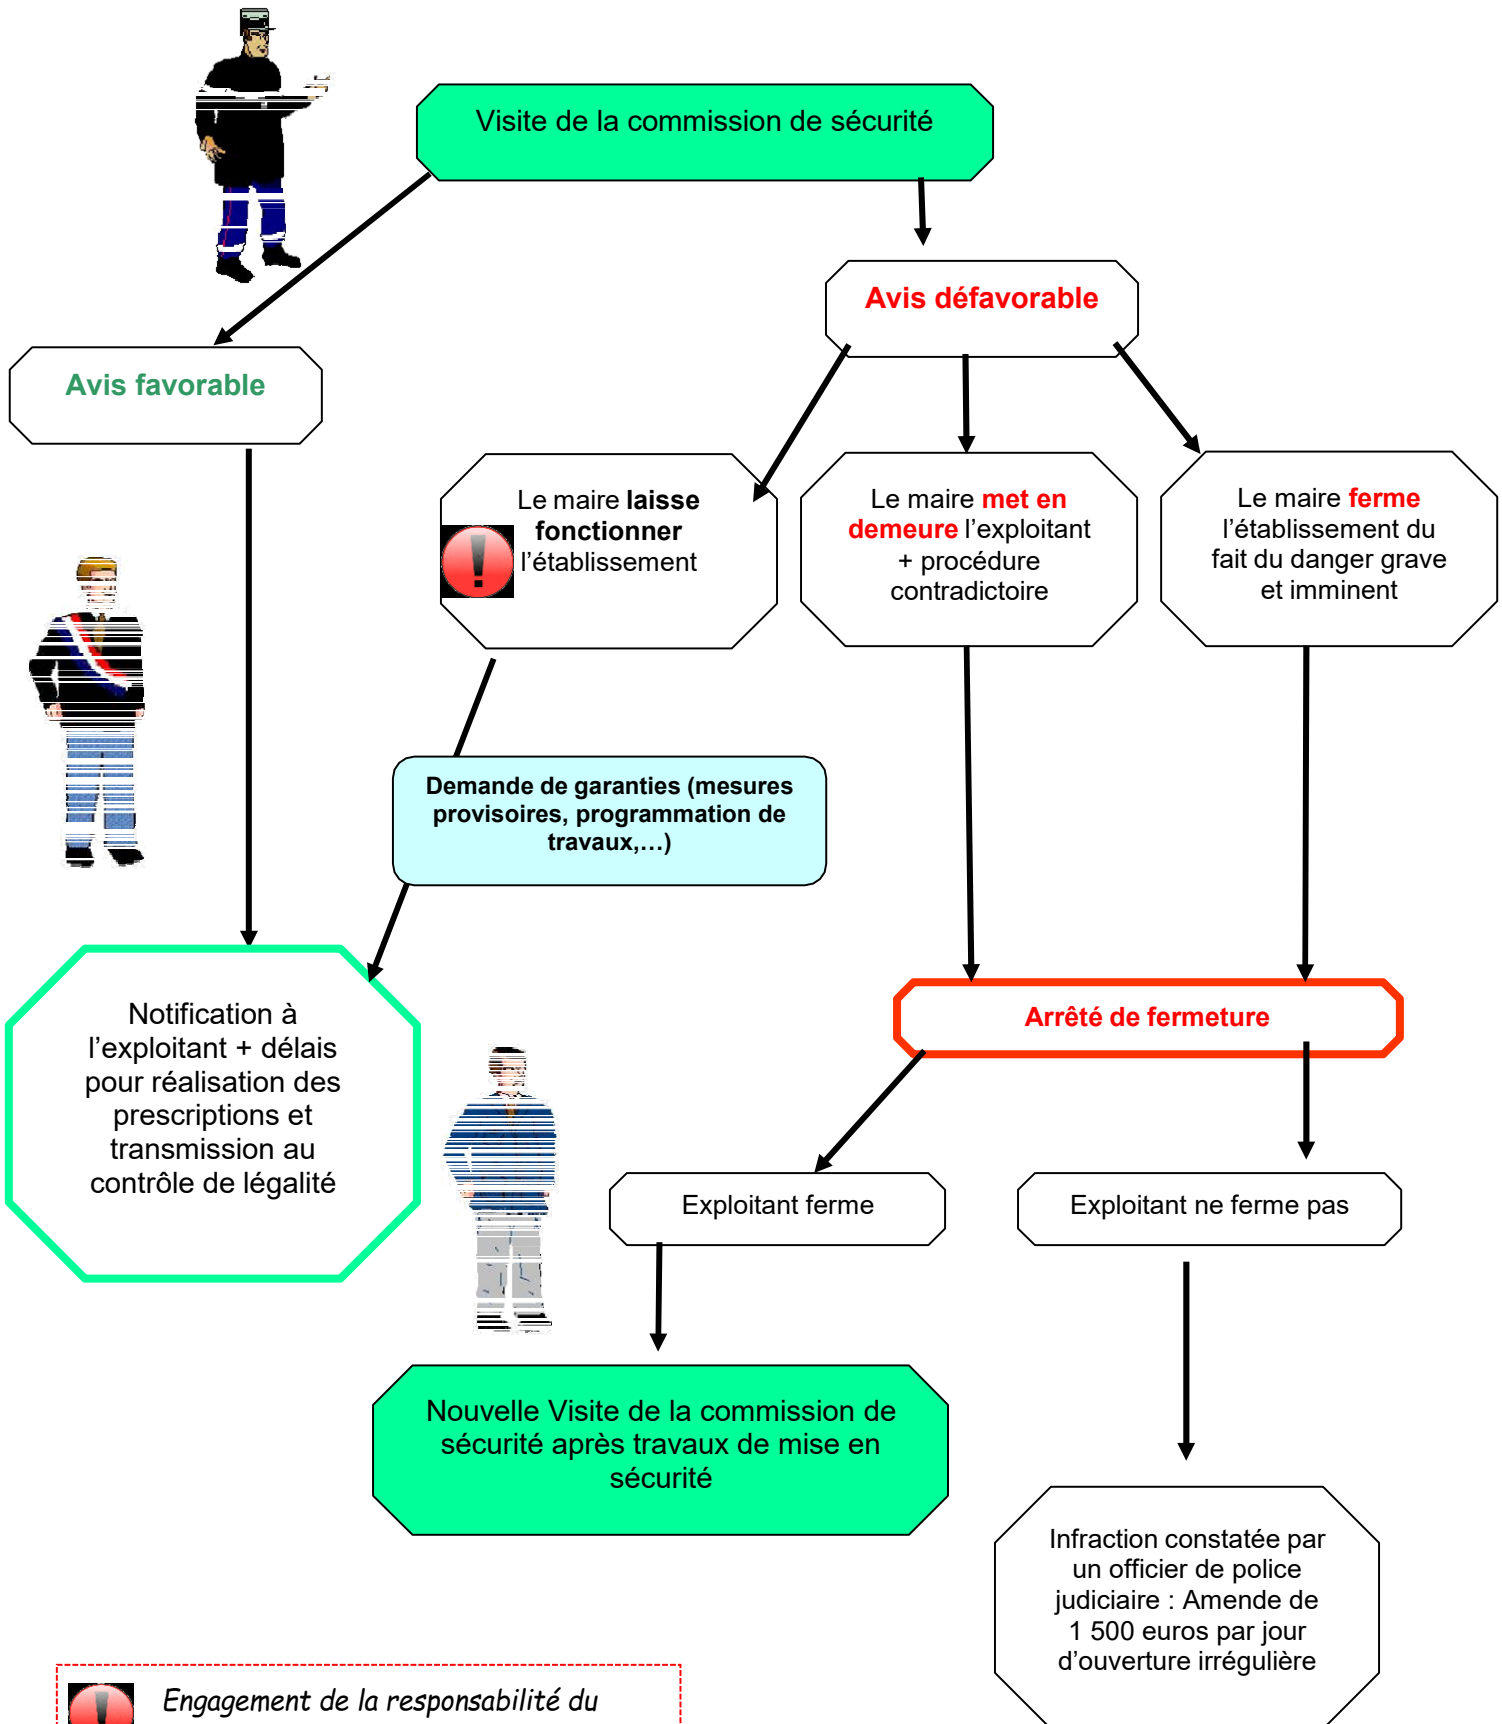 Visite de la commission de sécurité
Avis défavorable
Avis favorable
Le maire laisse
fonctionner
l’établissement
Le maire met en
demeure l’exploitant
+ procédure
contradictoire
Le maire ferme
l’établissement du
fait du danger grave
et imminent
Demande de garanties (mesures
provisoires, programmation de
travaux,…)
Notification à
l’exploitant + délais
pour réalisation des
prescriptions et
transmission au
contrôle de légalité
Arrêté de fermeture
Exploitant ferme
Exploitant ne ferme pas
Nouvelle Visite de la commission de
sécurité après travaux de mise en
sécurité
Infraction constatée par
un officier de police
judiciaire : Amende de
1 500 euros par jour
d’ouverture irrégulière
Engagement de la responsabilité du